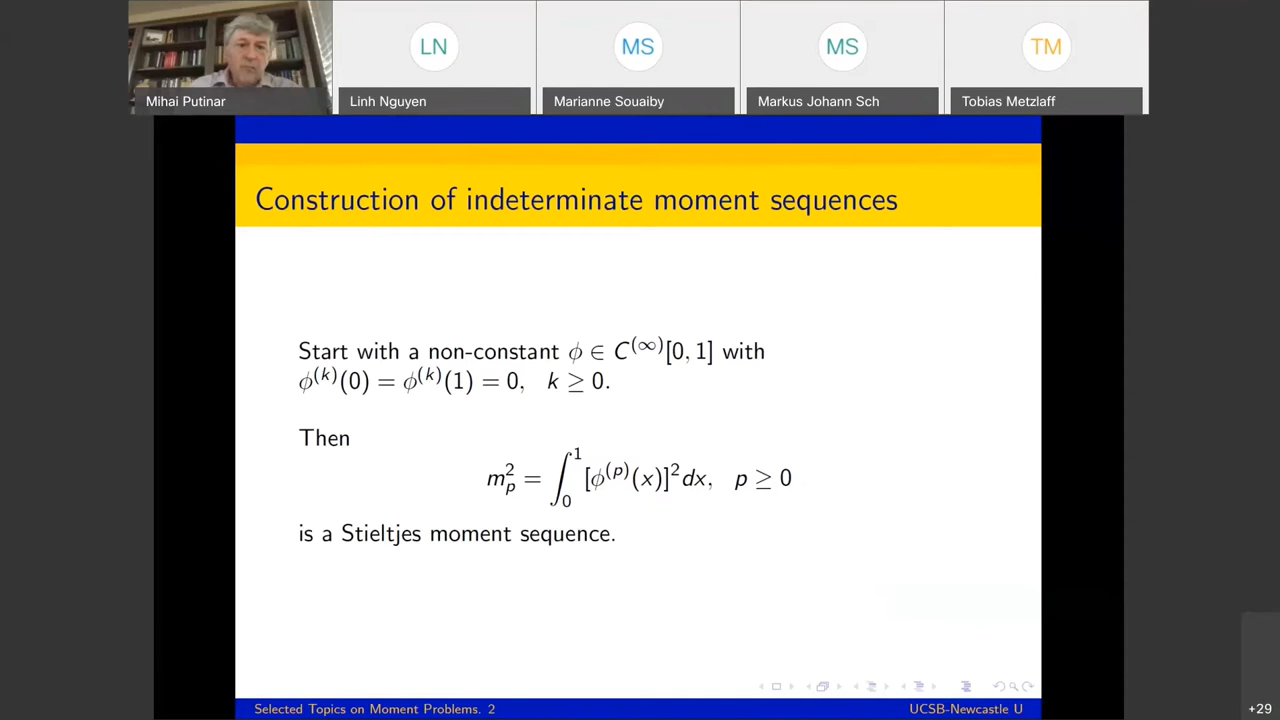 LN
MS
MS
TM
Mihai Putinar
Linh Nguyen
Marianne Souaiby
Markus Johann Sch
Tobias Metzlaff
Construction of indeterminate moment sequences
Start with a non-constant ϕ ∈ C^(∞)[0, 1] with
ϕ^(k)(0) = ϕ^(k)(1) = 0, k ≥ 0.
Then
m_p^2 = ∫_0^1 [ϕ^(p)(x)]^2 dx, p ≥ 0
is a Stieltjes moment sequence.
Selected Topics on Moment Problems. 2
UCSB-Newcastle U
+29